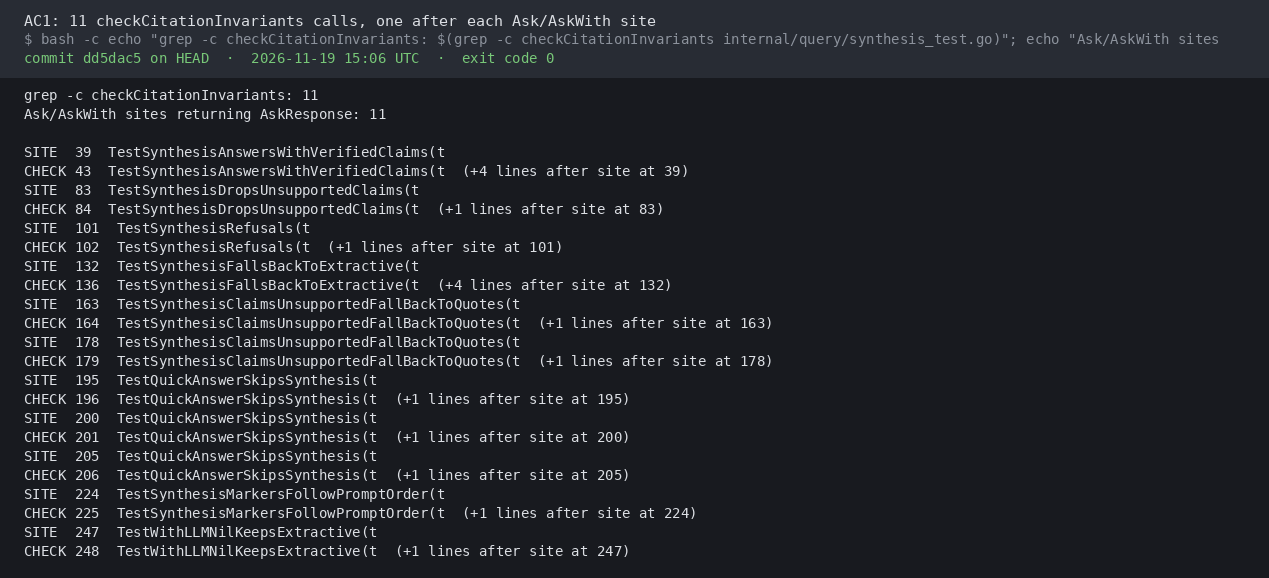 AC1: 11 checkCitationInvariants calls, one after each Ask/AskWith site
$ bash -c echo "grep -c checkCitationInvariants: $(grep -c checkCitationInvariants internal/query/synthesis_test.go)"; echo "Ask/AskWith sites
commit dd5dac5 on HEAD · 2026-11-19 15:06 UTC · exit code 0
grep -c checkCitationInvariants: 11
Ask/AskWith sites returning AskResponse: 11
SITE  39  TestSynthesisAnswersWithVerifiedClaims(t
CHECK 43  TestSynthesisAnswersWithVerifiedClaims(t  (+4 lines after site at 39)
SITE  83  TestSynthesisDropsUnsupportedClaims(t
CHECK 84  TestSynthesisDropsUnsupportedClaims(t  (+1 lines after site at 83)
SITE  101  TestSynthesisRefusals(t
CHECK 102  TestSynthesisRefusals(t  (+1 lines after site at 101)
SITE  132  TestSynthesisFallsBackToExtractive(t
CHECK 136  TestSynthesisFallsBackToExtractive(t  (+4 lines after site at 132)
SITE  163  TestSynthesisClaimsUnsupportedFallBackToQuotes(t
CHECK 164  TestSynthesisClaimsUnsupportedFallBackToQuotes(t  (+1 lines after site at 163)
SITE  178  TestSynthesisClaimsUnsupportedFallBackToQuotes(t
CHECK 179  TestSynthesisClaimsUnsupportedFallBackToQuotes(t  (+1 lines after site at 178)
SITE  195  TestQuickAnswerSkipsSynthesis(t
CHECK 196  TestQuickAnswerSkipsSynthesis(t  (+1 lines after site at 195)
SITE  200  TestQuickAnswerSkipsSynthesis(t
CHECK 201  TestQuickAnswerSkipsSynthesis(t  (+1 lines after site at 200)
SITE  205  TestQuickAnswerSkipsSynthesis(t
CHECK 206  TestQuickAnswerSkipsSynthesis(t  (+1 lines after site at 205)
SITE  224  TestSynthesisMarkersFollowPromptOrder(t
CHECK 225  TestSynthesisMarkersFollowPromptOrder(t  (+1 lines after site at 224)
SITE  247  TestWithLLMNilKeepsExtractive(t
CHECK 248  TestWithLLMNilKeepsExtractive(t  (+1 lines after site at 247)